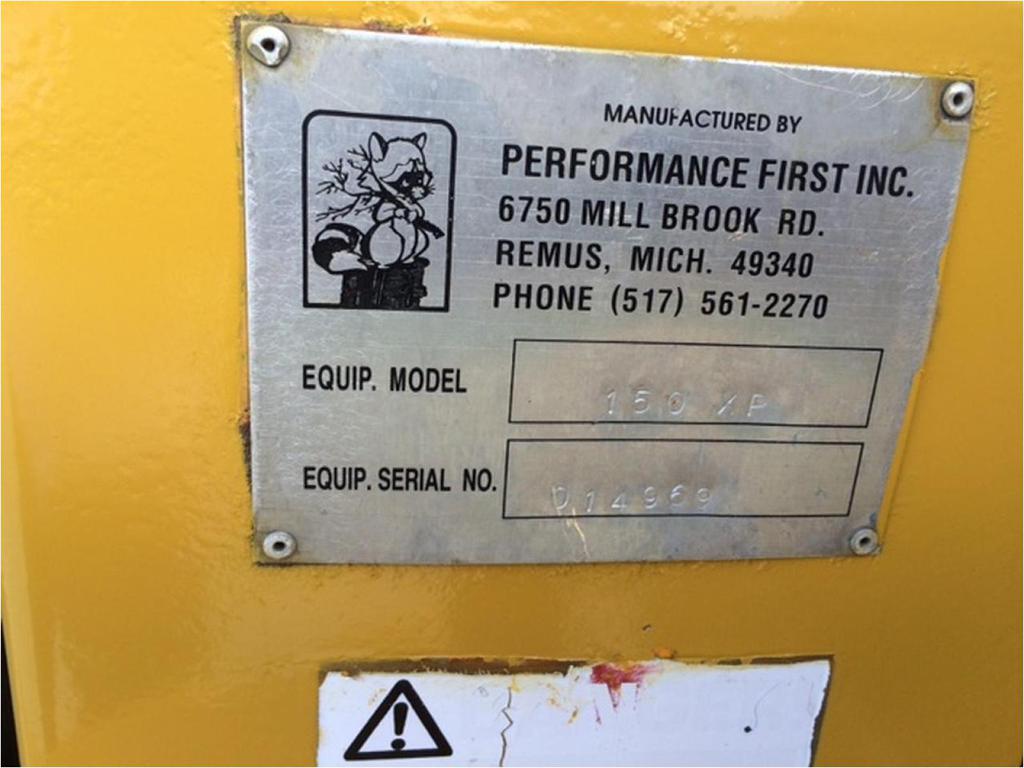 MANUFACTURED BY
PERFORMANCE FIRST INC.
6750 MILL BROOK RD.
REMUS, MICH. 49340
PHONE (517) 561-2270
EQUIP. MODEL 150 XP
EQUIP. SERIAL NO. D14969